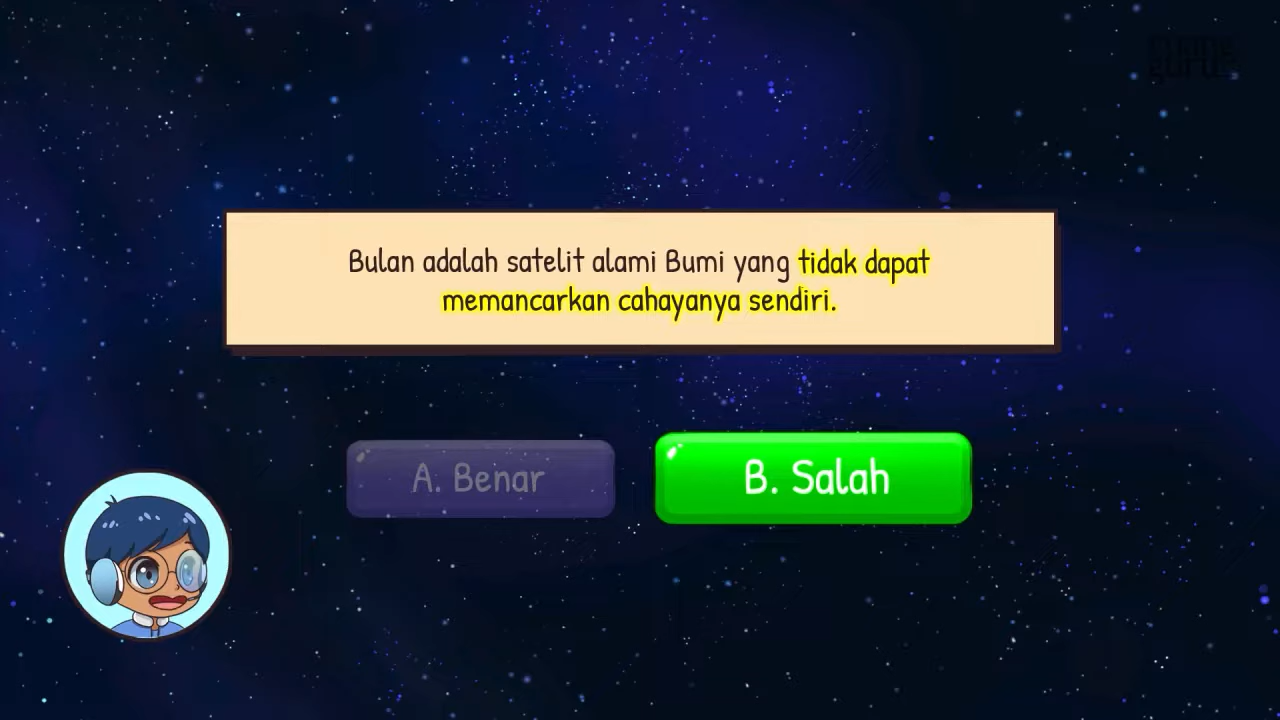 Bulan adalah satelit alami Bumi yang tidak dapat
memancarkan cahayanya sendiri.
A. Benar
B. Salah